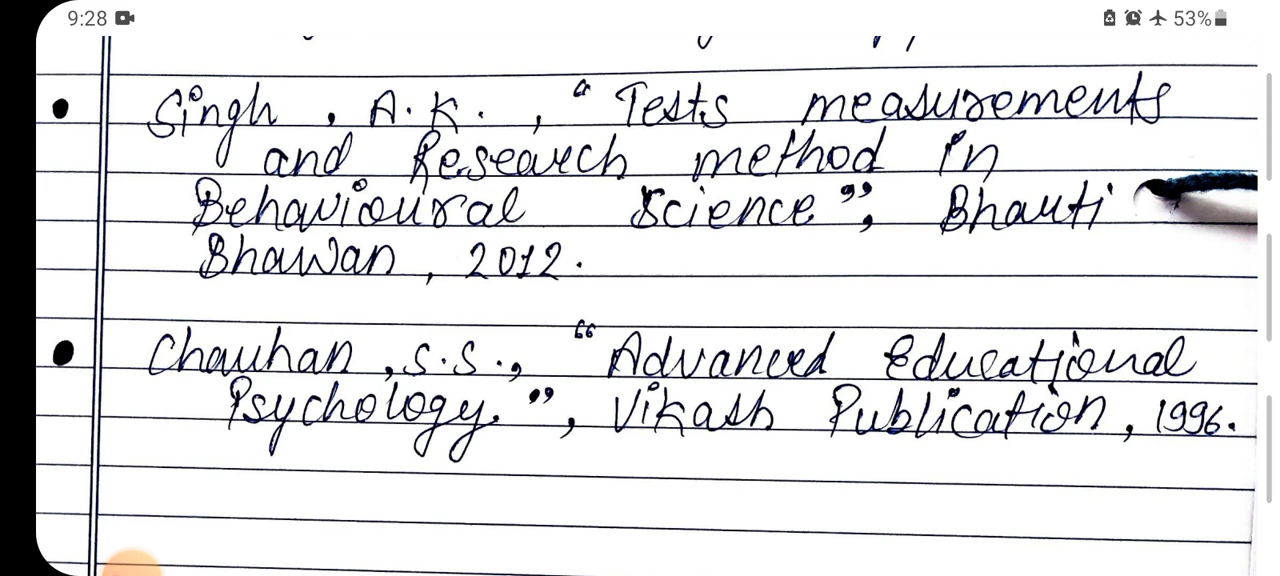 9:28
53%
Singh, A.K., "Tests measurements
and Research method in
Behavioural Science", Bharti
Bhawan, 2012.
Chauhan, S.S., "Advanced Educational
Psychology.", Vikash Publication, 1996.